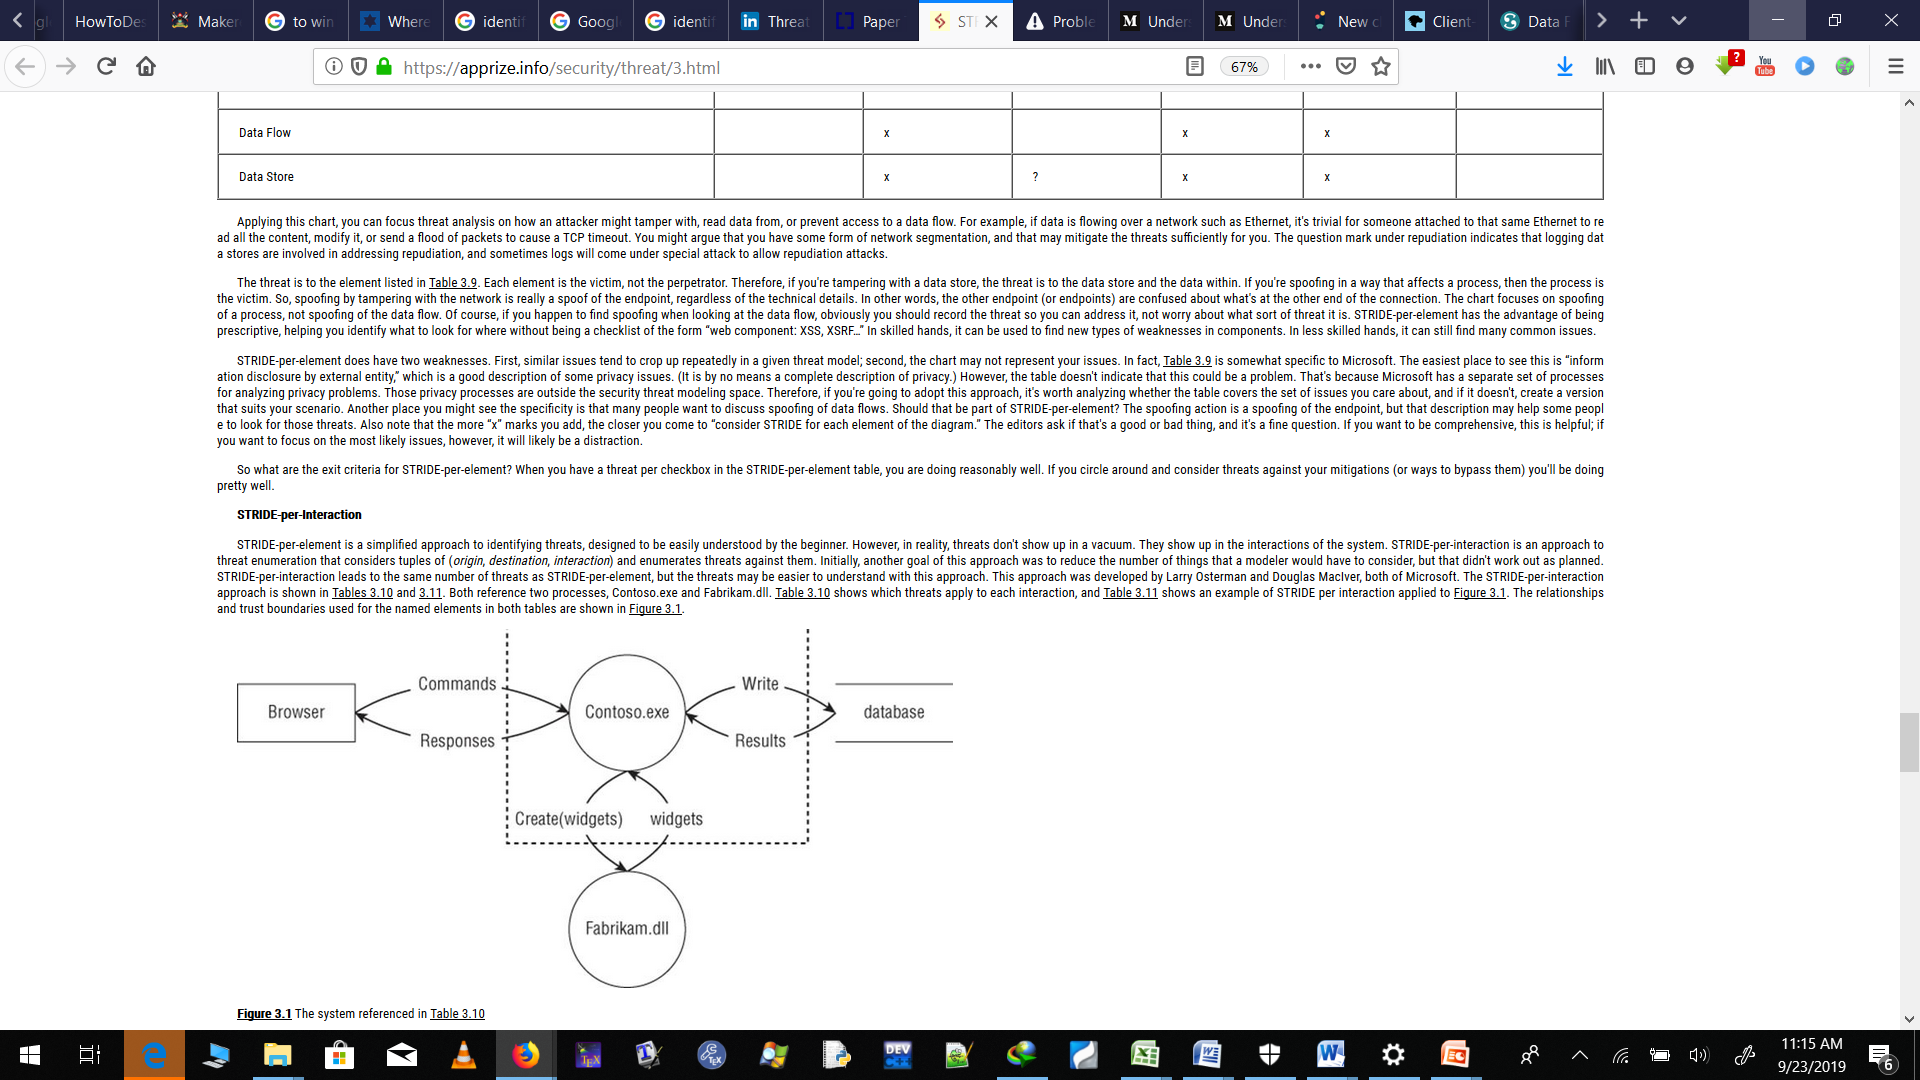 HowToDes
Maker
to win
Where
identif
Googl
identif
Threat
Paper
ST
Proble
Unders
Under
New c
Client-
Data F
https://apprize.info/security/threat/3.html
67%
?
You
Tube
Data Flow x x x
Data Store x ? x x
Applying this chart, you can focus threat analysis on how an attacker might tamper with, read data from, or prevent access to a data flow. For example, if data is flowing over a network such as Ethernet, it's trivial for someone attached to that same Ethernet to re
ad all the content, modify it, or send a flood of packets to cause a TCP timeout. You might argue that you have some form of network segmentation, and that may mitigate the threats sufficiently for you. The question mark under repudiation indicates that logging dat
a stores are involved in addressing repudiation, and sometimes logs will come under special attack to allow repudiation attacks.
The threat is to the element listed in Table 3.9. Each element is the victim, not the perpetrator. Therefore, if you're tampering with a data store, the threat is to the data store and the data within. If you're spoofing in a way that affects a process, then the process is
the victim. So, spoofing by tampering with the network is really a spoof of the endpoint, regardless of the technical details. In other words, the other endpoint (or endpoints) are confused about what's at the other end of the connection. The chart focuses on spoofing
of a process, not spoofing of the data flow. Of course, if you happen to find spoofing when looking at the data flow, obviously you should record the threat so you can address it, not worry about what sort of threat it is. STRIDE-per-element has the advantage of being
prescriptive, helping you identify what to look for where without being a checklist of the form “web component: XSS, XSRF…” In skilled hands, it can be used to find new types of weaknesses in components. In less skilled hands, it can still find many common issues.
STRIDE-per-element does have two weaknesses. First, similar issues tend to crop up repeatedly in a given threat model; second, the chart may not represent your issues. In fact, Table 3.9 is somewhat specific to Microsoft. The easiest place to see this is “inform
ation disclosure by external entity,” which is a good description of some privacy issues. (It is by no means a complete description of privacy.) However, the table doesn't indicate that this could be a problem. That's because Microsoft has a separate set of processes
for analyzing privacy problems. Those privacy processes are outside the security threat modeling space. Therefore, if you're going to adopt this approach, it's worth analyzing whether the table covers the set of issues you care about, and if it doesn't, create a version
that suits your scenario. Another place you might see the specificity is that many people want to discuss spoofing of data flows. Should that be part of STRIDE-per-element? The spoofing action is a spoofing of the endpoint, but that description may help some peopl
e to look for those threats. Also note that the more “x” marks you add, the closer you come to “consider STRIDE for each element of the diagram.” The editors ask if that's a good or bad thing, and it's a fine question. If you want to be comprehensive, this is helpful; if
you want to focus on the most likely issues, however, it will likely be a distraction.
So what are the exit criteria for STRIDE-per-element? When you have a threat per checkbox in the STRIDE-per-element table, you are doing reasonably well. If you circle around and consider threats against your mitigations (or ways to bypass them) you'll be doing
pretty well.
STRIDE-per-Interaction
STRIDE-per-element is a simplified approach to identifying threats, designed to be easily understood by the beginner. However, in reality, threats don't show up in a vacuum. They show up in the interactions of the system. STRIDE-per-interaction is an approach to
threat enumeration that considers tuples of (origin, destination, interaction) and enumerates threats against them. Initially, another goal of this approach was to reduce the number of things that a modeler would have to consider, but that didn't work out as planned.
STRIDE-per-interaction leads to the same number of threats as STRIDE-per-element, but the threats may be easier to understand with this approach. This approach was developed by Larry Osterman and Douglas MacIver, both of Microsoft. The STRIDE-per-interaction
approach is shown in Tables 3.10 and 3.11. Both reference two processes, Contoso.exe and Fabrikam.dll. Table 3.10 shows which threats apply to each interaction, and Table 3.11 shows an example of STRIDE per interaction applied to Figure 3.1. The relationships
and trust boundaries used for the named elements in both tables are shown in Figure 3.1.
Commands
Write
Browser
Contoso.exe
database
Responses
Results
Create(widgets)
widgets
Fabrikam.dll
Figure 3.1 The system referenced in Table 3.10
11:15 AM
9/23/2019
6